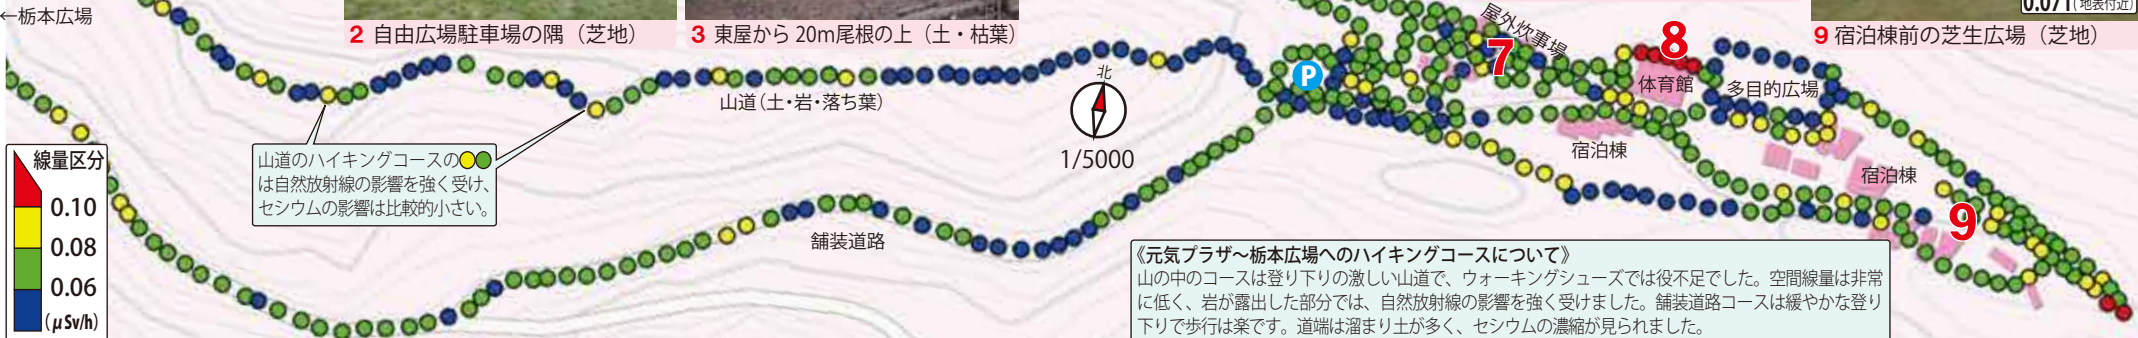 ←栃本広場
2 自由広場駐車場の隅（芝地）
3 東屋から 20m尾根の上（土・枯葉）
0.071(地表付近)
9 宿泊棟前の芝生広場（芝地）
屋外炊事場
7
8
P
体育館
多目的広場
北
1/5000
山道(土・岩・落ち葉)
山道のハイキングコースの
は自然放射線の影響を強く受け、
セシウムの影響は比較的小さい。
宿泊棟
宿泊棟
9
舗装道路
線量区分
0.10
0.08
0.06
(μSv/h)
《元気プラザ〜栃本広場へのハイキングコースについて》
山の中のコースは登り下りの激しい山道で、ウォーキングシューズでは役不足でした。空間線量は非常
に低く、岩が露出した部分では、自然放射線の影響を強く受けました。舗装道路コースは緩やかな登り
下りで歩行は楽です。道端は溜まり土が多く、セシウムの濃縮が見られました。